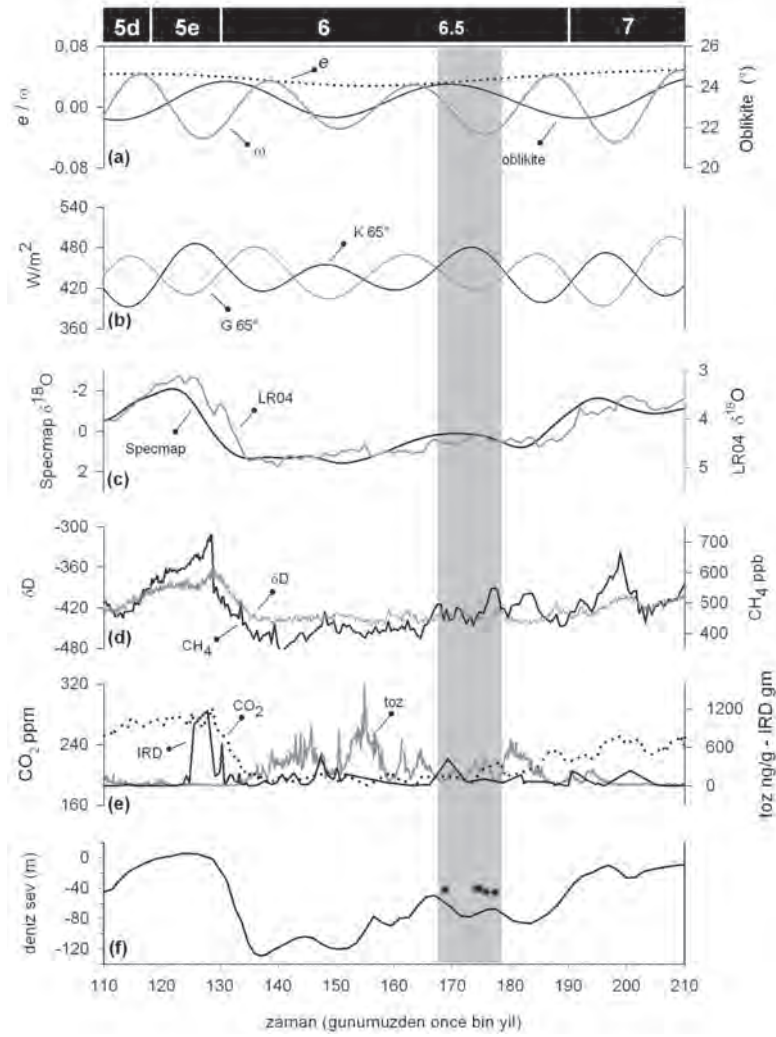 5d 5e 6 6.5 7
0.08 26
e
24
0.00
22
ω oblikite
-0.08 20
(a)
e / ω
Oblikite (°)
540
K 65°
480
420
G 65°
360
(b)
W/m²
3
-2
LR04
4
0
Specmap
5
2
(c)
Specmap δ¹⁸O
LR04 δ¹⁸O
-300
700
-360
600
δD
-420
500
400
CH₄
-480
(d)
δD
CH₄ ppb
320
CO₂ toz
1200
IRD
240
600
0
160
(e)
CO₂ ppm
toz ng/g - IRD gm
0
-40
-80
-120
(f)
deniz sev (m)
110 120 130 140 150 160 170 180 190 200 210
zaman (gunumuzden once bin yil)